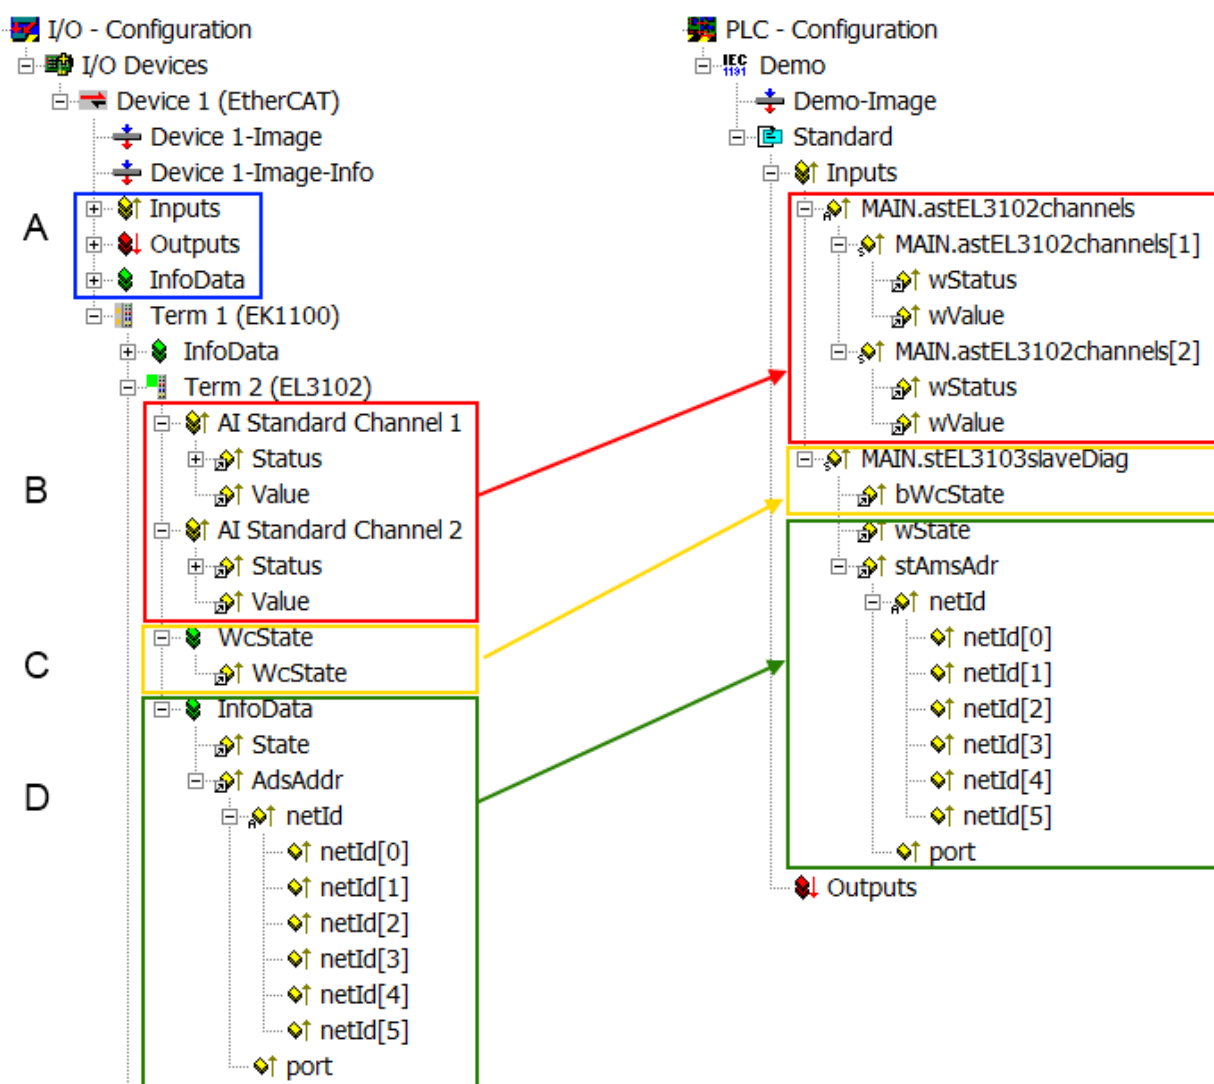 I/O - Configuration
I/O Devices
Device 1 (EtherCAT)
Device 1-Image
Device 1-Image-Info
A
Inputs
Outputs
InfoData
Term 1 (EK1100)
InfoData
Term 2 (EL3102)
B
AI Standard Channel 1
Status
Value
AI Standard Channel 2
Status
Value
C
WcState
WcState
D
InfoData
State
AdsAddr
netId
netId[0]
netId[1]
netId[2]
netId[3]
netId[4]
netId[5]
port
PLC - Configuration
IEC
1131
Demo
Demo-Image
Standard
Inputs
MAIN.astEL3102channels
MAIN.astEL3102channels[1]
wStatus
wValue
MAIN.astEL3102channels[2]
wStatus
wValue
MAIN.stEL3103slaveDiag
bWcState
wState
stAmsAdr
netId
netId[0]
netId[1]
netId[2]
netId[3]
netId[4]
netId[5]
port
Outputs